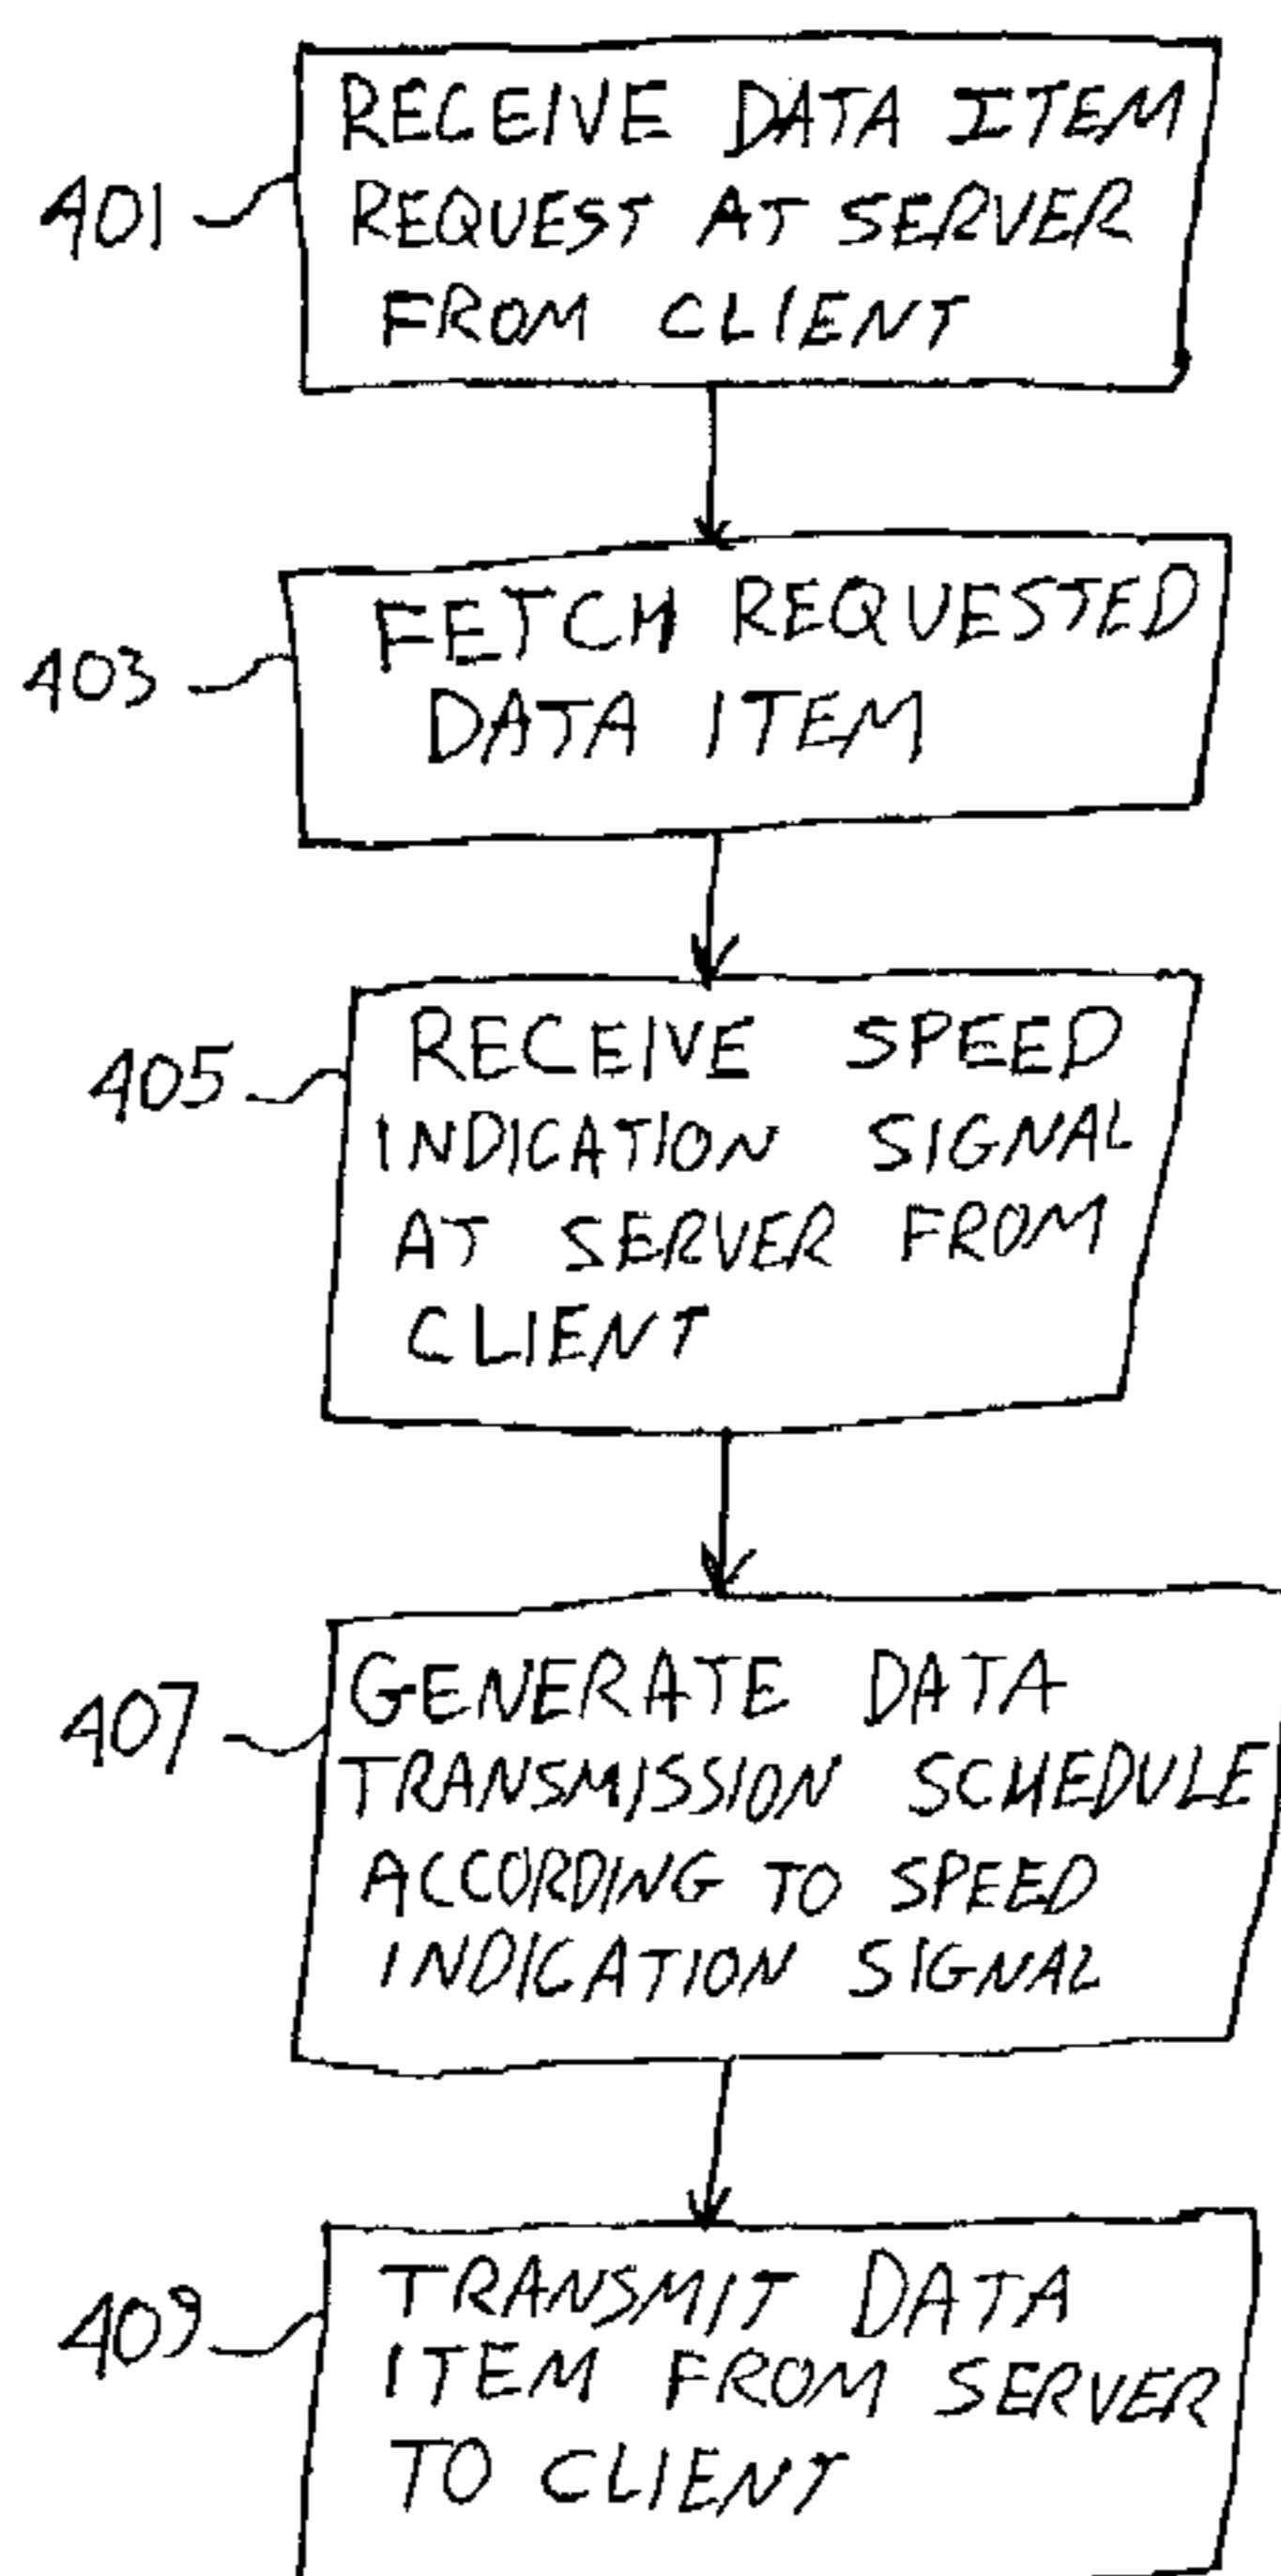 RECEIVE DATA ITEM
401
REQUEST AT SERVER
FROM CLIENT
FETCH REQUESTED
403
DATA ITEM
RECEIVE SPEED
405
INDICATION SIGNAL
AT SERVER FROM
CLIENT
GENERATE DATA
407
TRANSMISSION SCHEDULE
ACCORDING TO SPEED
INDICATION SIGNAL
TRANSMIT DATA
409
ITEM FROM SERVER
TO CLIENT